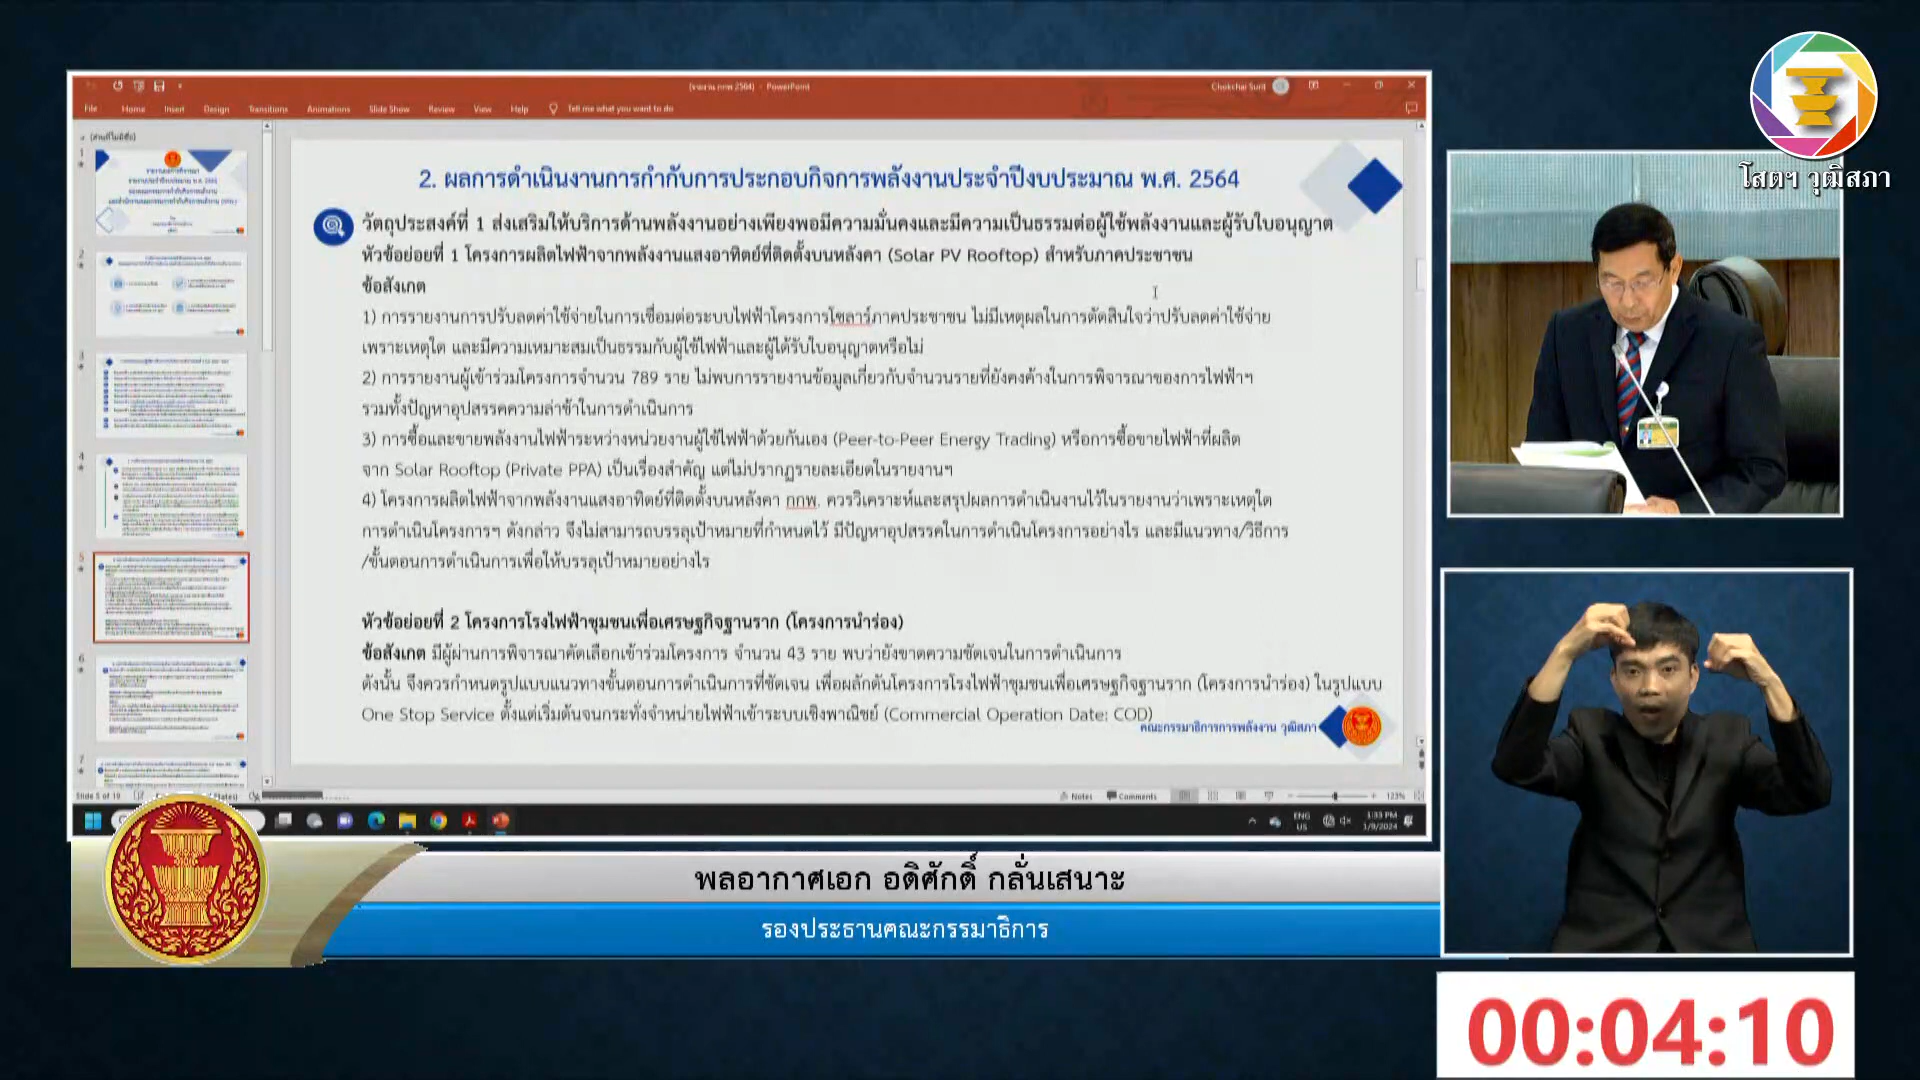 โสตฯ วุฒิสภา
PowerPoint
File Home Insert Design Transitions Animations Slide Show Review View Help Tell me what you want to do
2. ผลการดำเนินงานการกำกับการประกอบกิจการพลังงานประจำปีงบประมาณ พ.ศ. 2564
วัตถุประสงค์ที่ 1 ส่งเสริมให้บริการด้านพลังงานอย่างเพียงพอมีความมั่นคงและมีความเป็นธรรมต่อผู้ใช้พลังงานและผู้รับใบอนุญาต
หัวข้อย่อยที่ 1 โครงการผลิตไฟฟ้าจากพลังงานแสงอาทิตย์ที่ติดตั้งบนหลังคา (Solar PV Rooftop) สำหรับภาคประชาชน
ข้อสังเกต
1) การรายงานการปรับลดค่าใช้จ่ายในการเชื่อมต่อระบบไฟฟ้าโครงการโซลาร์ภาคประชาชน ไม่มีเหตุผลในการตัดสินใจว่าปรับลดค่าใช้จ่าย
เพราะเหตุใด และมีความเหมาะสมเป็นธรรมกับผู้ใช้ไฟฟ้าและผู้ได้รับใบอนุญาตหรือไม่
2) การรายงานผู้เข้าร่วมโครงการจำนวน 789 ราย ไม่พบการรายงานข้อมูลเกี่ยวกับจำนวนรายที่ยังคงค้างในการพิจารณาของการไฟฟ้าฯ
รวมทั้งปัญหาอุปสรรคความล่าช้าในการดำเนินการ
3) การซื้อและขายพลังงานไฟฟ้าระหว่างหน่วยงานผู้ใช้ไฟฟ้าด้วยกันเอง (Peer-to-Peer Energy Trading) หรือการซื้อขายไฟฟ้าที่ผลิต
จาก Solar Rooftop (Private PPA) เป็นเรื่องสำคัญ แต่ไม่ปรากฏรายละเอียดในรายงานฯ
4) โครงการผลิตไฟฟ้าจากพลังงานแสงอาทิตย์ที่ติดตั้งบนหลังคา กกพ. ควรวิเคราะห์และสรุปผลการดำเนินงานไว้ในรายงานว่าเพราะเหตุใด
การดำเนินโครงการฯ ดังกล่าว จึงไม่สามารถบรรลุเป้าหมายที่กำหนดไว้ มีปัญหาอุปสรรคในการดำเนินโครงการอย่างไร และมีแนวทาง/วิธีการ
/ขั้นตอนการดำเนินการเพื่อให้บรรลุเป้าหมายอย่างไร
หัวข้อย่อยที่ 2 โครงการโรงไฟฟ้าชุมชนเพื่อเศรษฐกิจฐานราก (โครงการนำร่อง)
ข้อสังเกต มีผู้ผ่านการพิจารณาคัดเลือกเข้าร่วมโครงการ จำนวน 43 ราย พบว่ายังขาดความชัดเจนในการดำเนินการ
ดังนั้น จึงควรกำหนดรูปแบบแนวทางขั้นตอนการดำเนินการที่ชัดเจน เพื่อผลักดันโครงการโรงไฟฟ้าชุมชนเพื่อเศรษฐกิจฐานราก (โครงการนำร่อง) ในรูปแบบ
One Stop Service ตั้งแต่เริ่มต้นจนกระทั่งจำหน่ายไฟฟ้าเข้าระบบเชิงพาณิชย์ (Commercial Operation Date: COD)
คณะกรรมาธิการการพลังงาน วุฒิสภา
Slide 5 of 19
Notes Comments 123%
ENG
US
3:33 PM
1/9/2024
พลอากาศเอก อดิศักดิ์ กลั่นเสนาะ
รองประธานคณะกรรมาธิการ
00:04:10